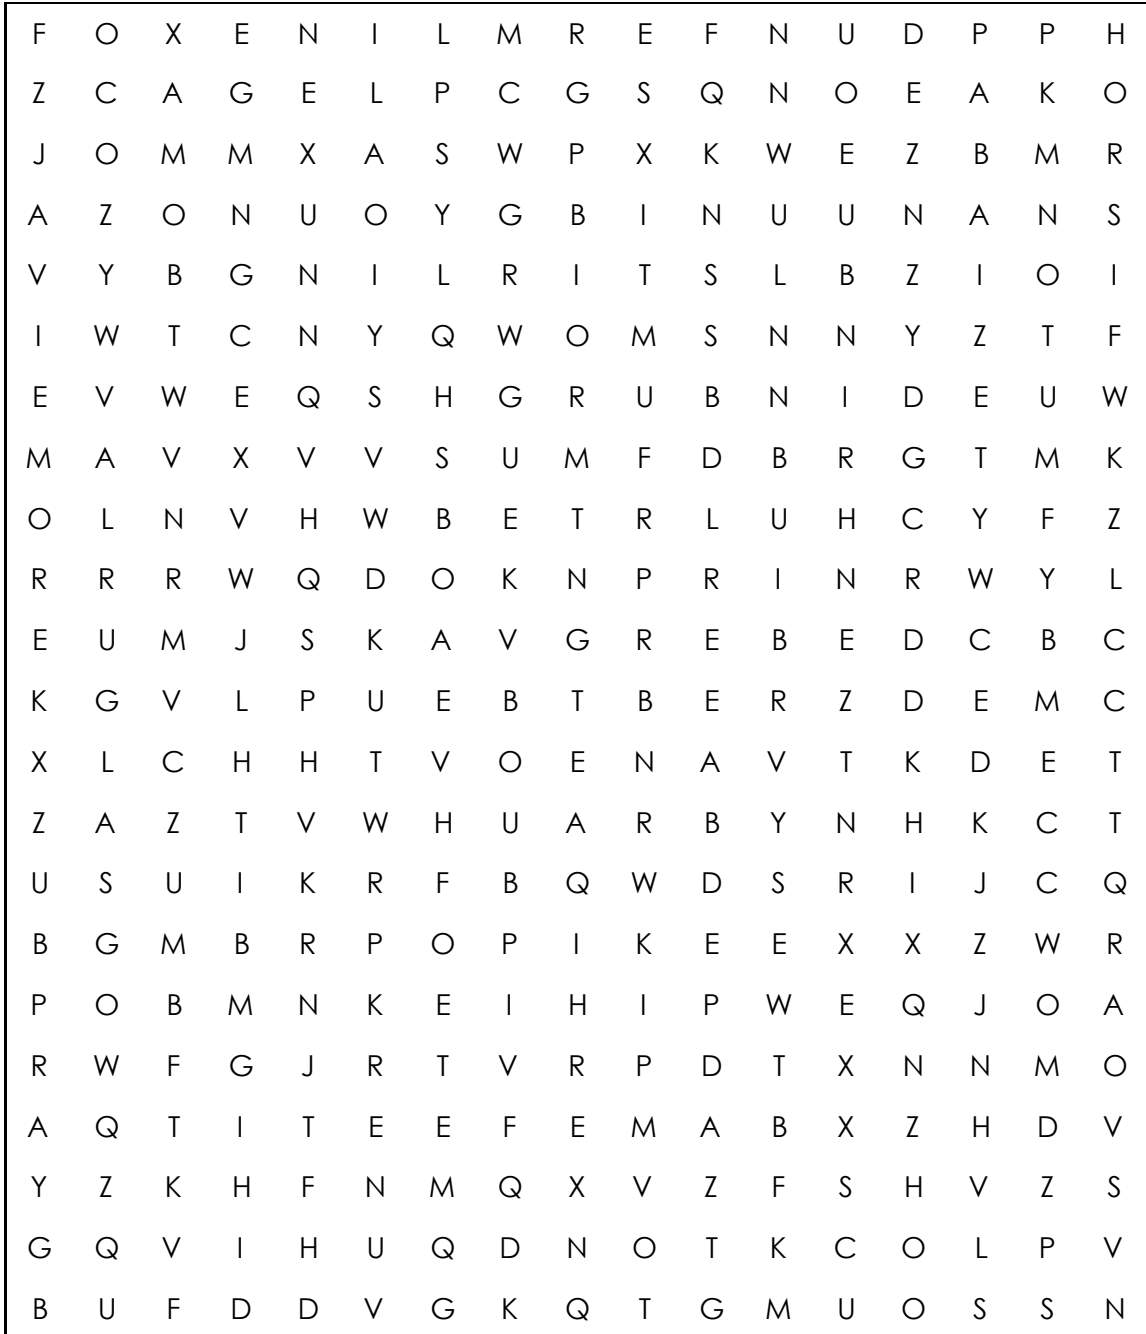 F O X E N I L M R E F N U D P P H
Z C A G E L P C G S Q N O E A K O
J O M M X A S W P X K W E Z B M R
A Z O N U O Y G B I N U U N A N S
V Y B G N I L R I T S L B Z I O I
I W T C N Y Q W O M S N N Y Z T F
E V W E Q S H G R U B N I D E U W
M A V X V V S U M F D B R G T M K
O L N V H W B E T R L U H C Y F Z
R R R W Q D O K N P R I N R W Y L
E U M J S K A V G R E B E D C B C
K G V L P U E B T B E R Z D E M C
X L C H H T V O E N A V T K D E T
Z A Z T V W H U A R B Y N H K C T
U S U I K R F B Q W D S R I J C Q
B G M B R P O P I K E E X X Z W R
P O B M N K E I H I P W E Q J O A
R W F G J R T V R P D T X N N M O
A Q T I T E E F E M A B X Z H D V
Y Z K H F N M Q X V Z F S H V Z S
G Q V I H U Q D N O T K C O L P V
B U F D D V G K Q T G M U O S S N